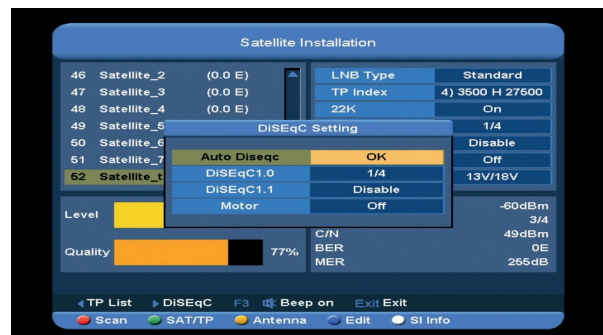 Satellite Installation
46 Satellite_2 (0.0 E)
47 Satellite_3 (0.0 E)
48 Satellite_4 (0.0 E)
49 Satellite_5
50 Satellite_6
51 Satellite_7
52 Satellite_t
LNB Type Standard
TP Index 4) 3500 H 27500
22K On
1/4
Disable
Off
13V/18V
DiSEqC Setting
Auto Diseqc OK
DiSEqC1.0 1/4
DiSEqC1.1 Disable
Motor Off
Level
Quality 77%
-60dBm
3/4
C/N 49dBm
BER 0E
MER 255dB
TP List DiSEqC F3 Beep on Exit Exit
Scan SAT/TP Antenna Edit SI Info